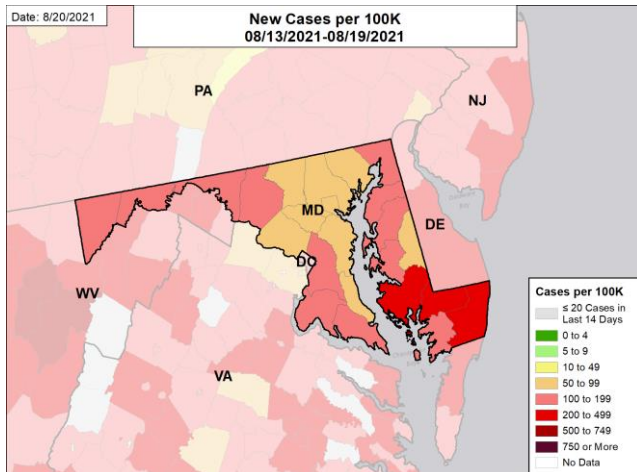 Date: 8/20/2021
New Cases per 100K
08/13/2021-08/19/2021
PA
NJ
MD
DE
DC
WV
VA
Cases per 100K
≤ 20 Cases in
Last 14 Days
0 to 4
5 to 9
10 to 49
50 to 99
100 to 199
200 to 499
500 to 749
750 or More
No Data